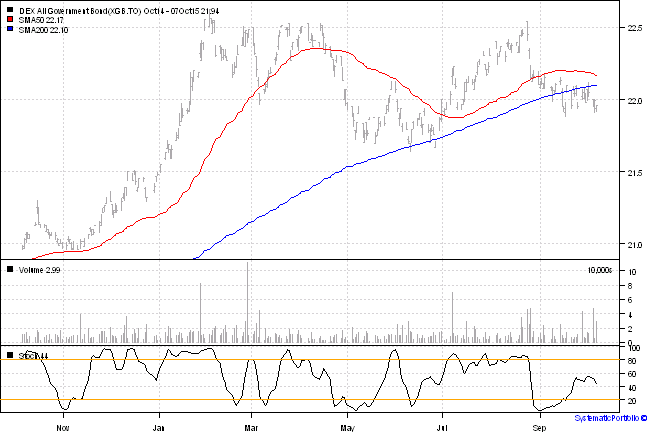 DEX All Government Bond(XGB.TO) Oct14 - 07Oct15 21.94
SMA50 22.17
SMA200 22.10
22.5
22.0
21.5
21.0
Volume 2.99
10,000s
10
8
6
4
2
0
100
80
60
40
20
Nov
Jan
Mar
May
Jul
Sep
SystematicPortfolio ©